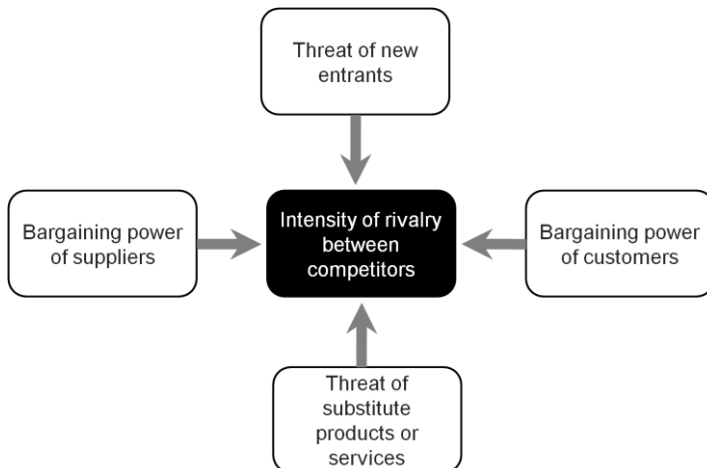 Threat of new
entrants
Bargaining power
of suppliers
Intensity of rivalry
between
competitors
Bargaining power
of customers
Threat of
substitute
products or
services